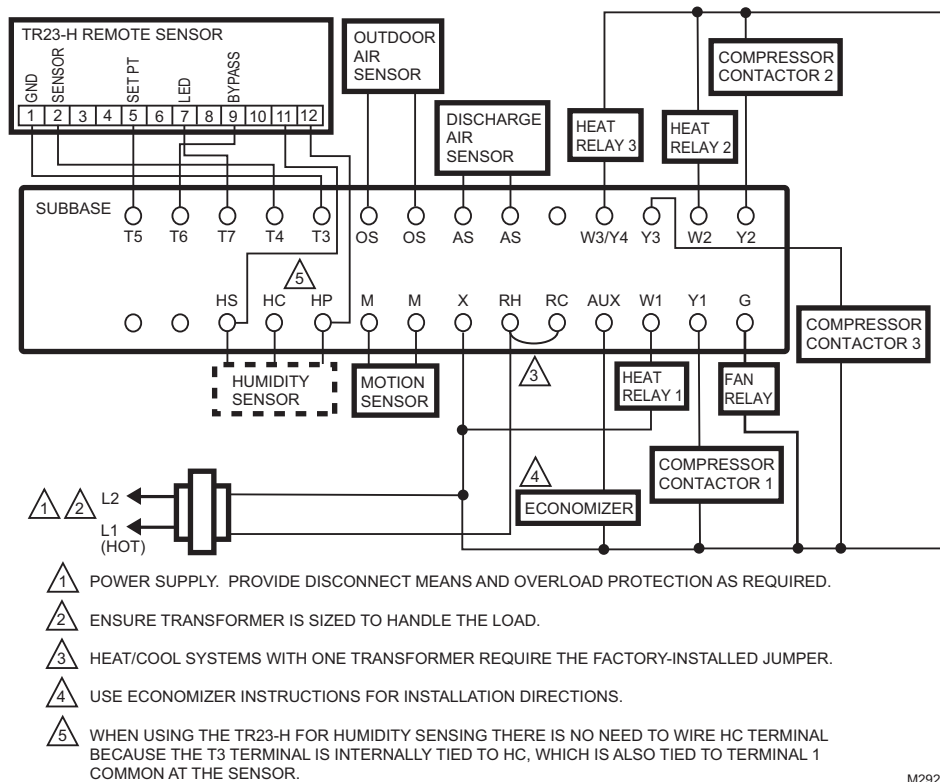 TR23-H REMOTE SENSOR
GND
SENSOR
SET PT
LED
BYPASS
1 2 3 4 5 6 7 8 9 10 11 12
OUTDOOR
AIR
SENSOR
DISCHARGE
AIR
SENSOR
HEAT
RELAY 3
HEAT
RELAY 2
COMPRESSOR
CONTACTOR 2
SUBBASE
T5 T6 T7 T4 T3 OS OS AS AS W3/Y4 Y3 W2 Y2
5
HS HC HP M M X RH RC AUX W1 Y1 G
COMPRESSOR
CONTACTOR 3
HUMIDITY
SENSOR
MOTION
SENSOR
3
HEAT
RELAY 1
FAN
RELAY
COMPRESSOR
CONTACTOR 1
4
ECONOMIZER
1 2 L2
L1
(HOT)
1 POWER SUPPLY. PROVIDE DISCONNECT MEANS AND OVERLOAD PROTECTION AS REQUIRED.
2 ENSURE TRANSFORMER IS SIZED TO HANDLE THE LOAD.
3 HEAT/COOL SYSTEMS WITH ONE TRANSFORMER REQUIRE THE FACTORY-INSTALLED JUMPER.
4 USE ECONOMIZER INSTRUCTIONS FOR INSTALLATION DIRECTIONS.
5 WHEN USING THE TR23-H FOR HUMIDITY SENSING THERE IS NO NEED TO WIRE HC TERMINAL
BECAUSE THE T3 TERMINAL IS INTERNALLY TIED TO HC, WHICH IS ALSO TIED TO TERMINAL 1
COMMON AT THE SENSOR.
M292